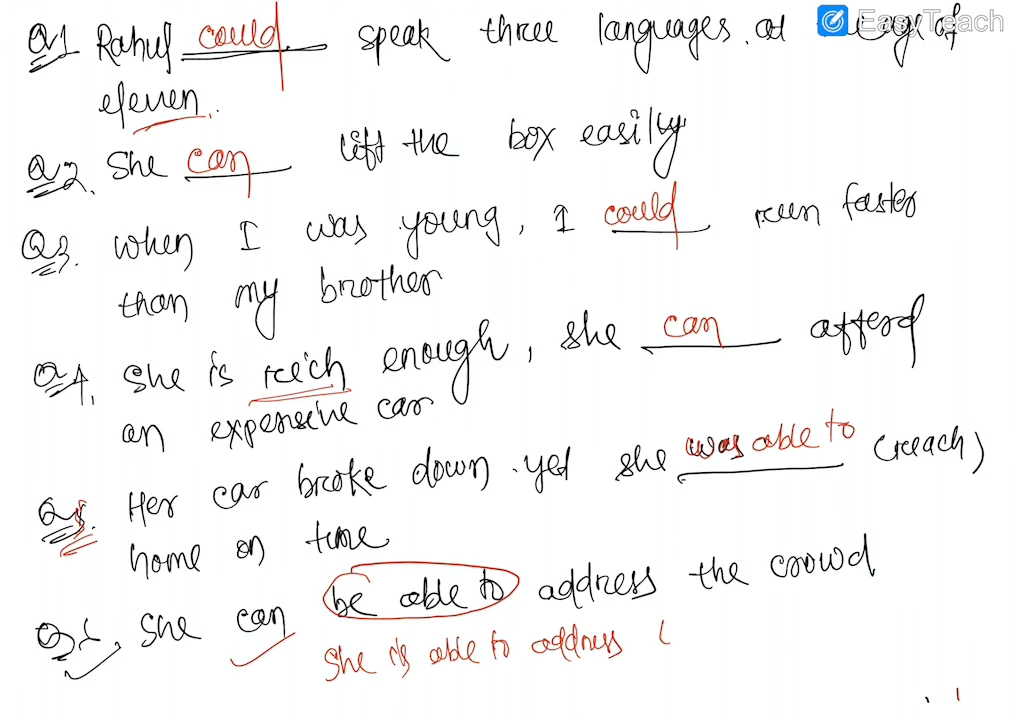 Q1 Rahul could speak three languages at the age of
eleven.
Q2. She can lift the box easily
Q3. when I was young, I could run faster
than my brother
Q4. She is rich enough, she can afford
an expensive car
Q5. Her car broke down. yet she was able to (reach)
home on time
Q6, She can be able to address the crowd
She is able to address (
EasyTeach